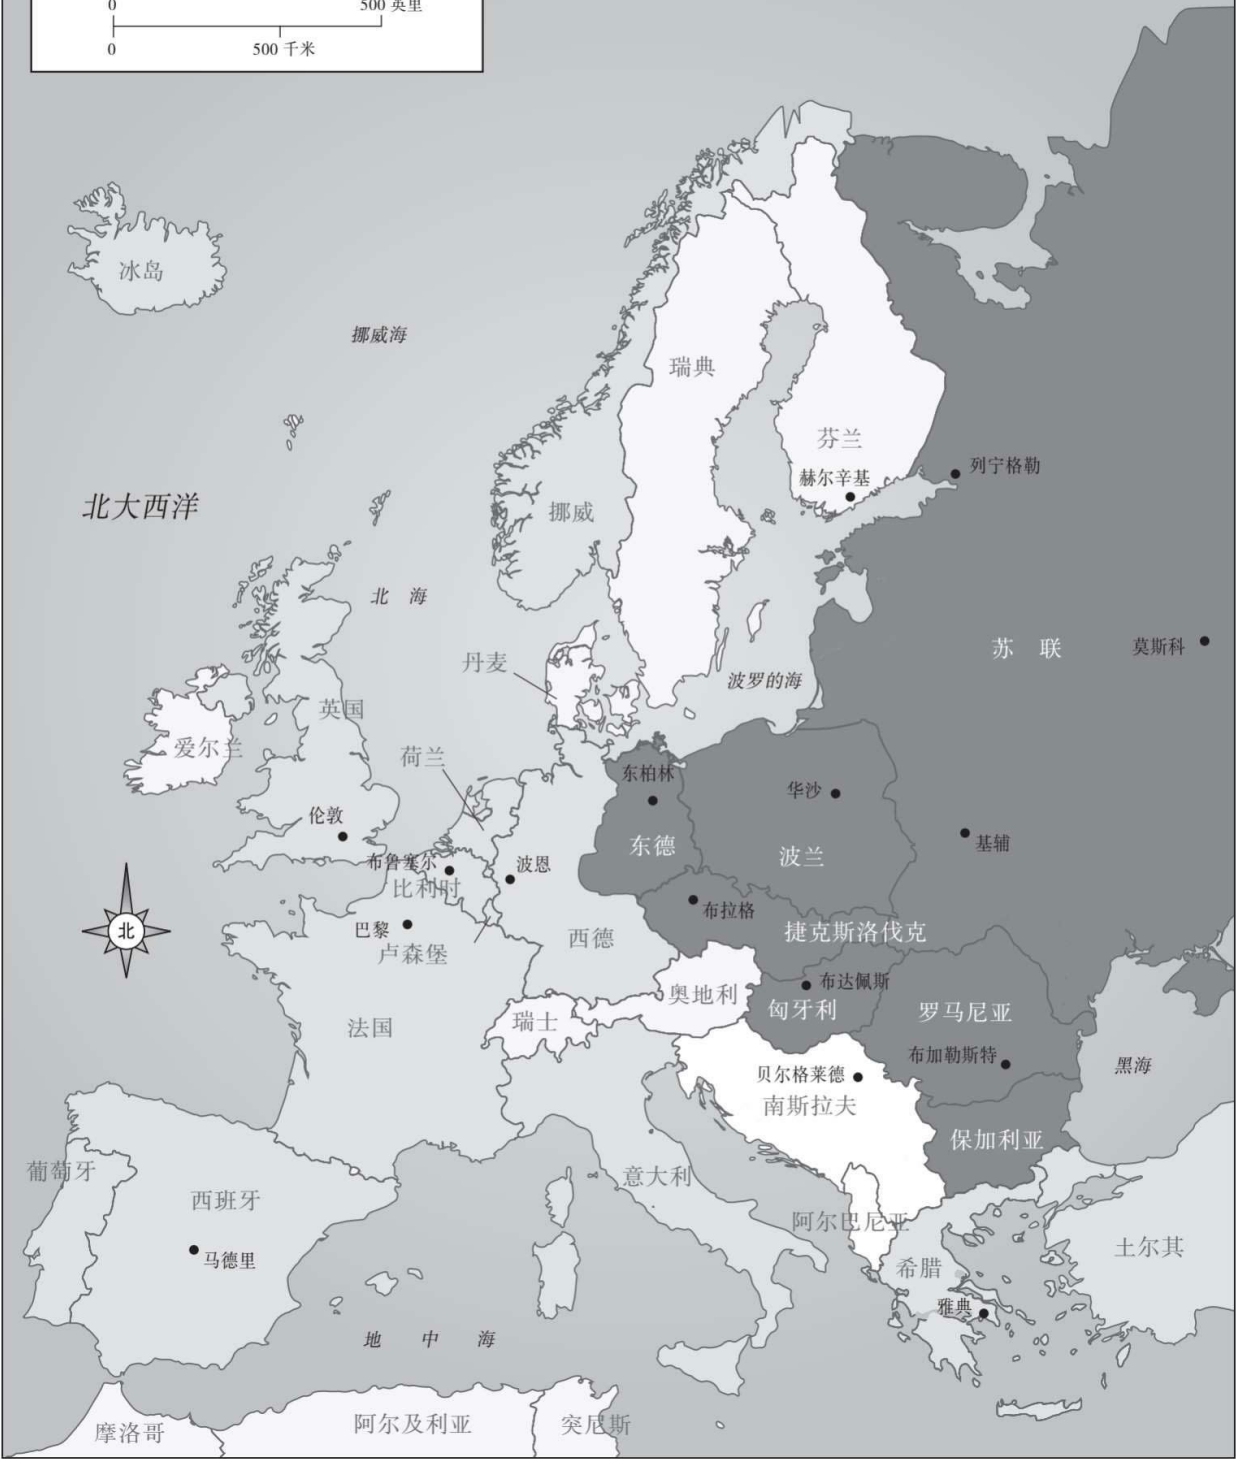 0 500 英里
0 500 千米
冰岛
挪威海
瑞典
芬兰
赫尔辛基
列宁格勒
北大西洋
挪威
北 海
苏 联
莫斯科
丹麦
波罗的海
英国
爱尔兰
荷兰
东柏林
华沙
伦敦
基辅
东德
波兰
布鲁塞尔
波恩
比利时
布拉格
北
巴黎
捷克斯洛伐克
西德
卢森堡
布达佩斯
奥地利
匈牙利
罗马尼亚
瑞士
法国
布加勒斯特
黑海
贝尔格莱德
南斯拉夫
保加利亚
葡萄牙
意大利
西班牙
阿尔巴尼亚
土尔其
马德里
希腊
雅典
地 中 海
阿尔及利亚
突尼斯
摩洛哥